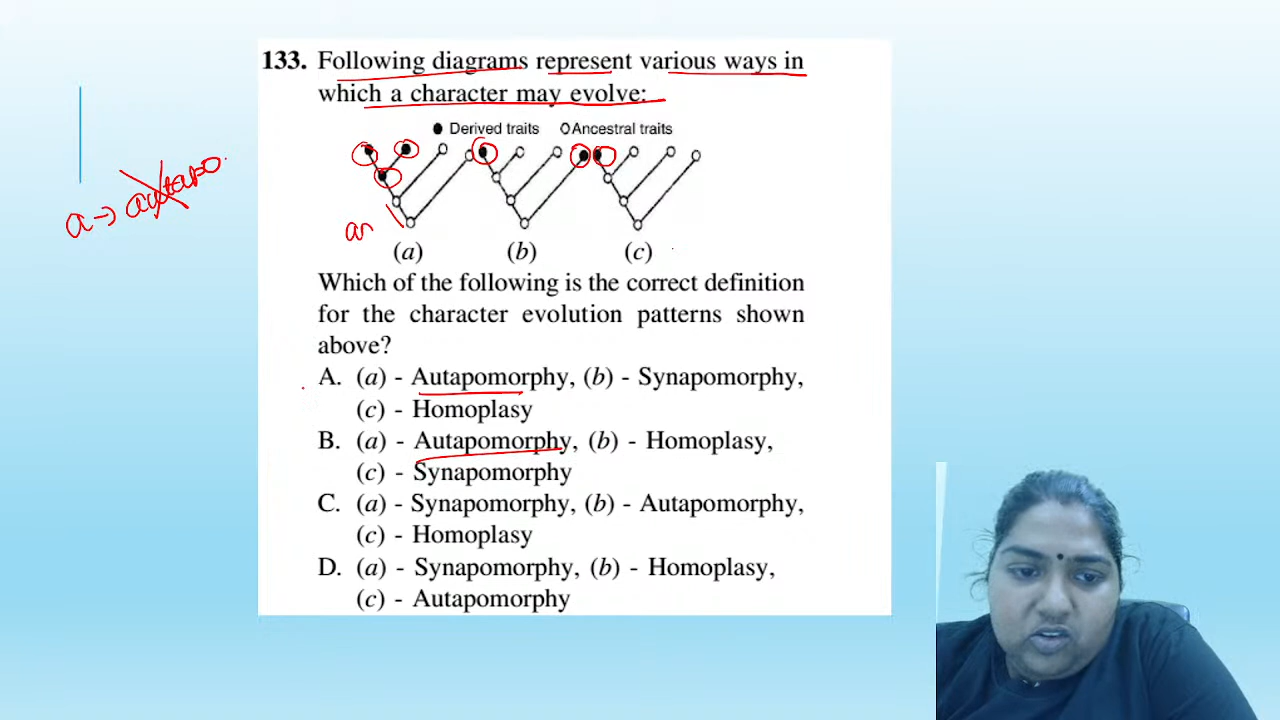 133. Following diagrams represent various ways in
which a character may evolve:
Derived traits Ancestral traits
(a) (b) (c)
Which of the following is the correct definition
for the character evolution patterns shown
above?
A. (a) - Autapomorphy, (b) - Synapomorphy,
(c) - Homoplasy
B. (a) - Autapomorphy, (b) - Homoplasy,
(c) - Synapomorphy
C. (a) - Synapomorphy, (b) - Autapomorphy,
(c) - Homoplasy
D. (a) - Synapomorphy, (b) - Homoplasy,
(c) - Autapomorphy
a →